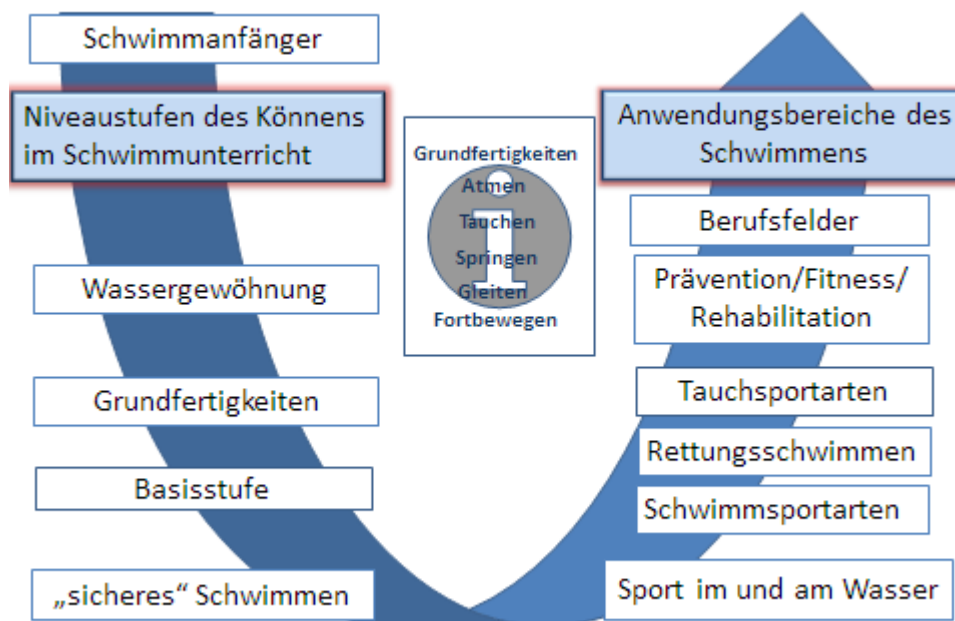 Schwimmanfänger
Niveaustufen des Könnens
im Schwimmunterricht
Wassergewöhnung
Grundfertigkeiten
Basisstufe
„sicheres“ Schwimmen
Grundfertigkeiten
Atmen
Tauchen
Springen
Gleiten
Fortbewegen
Anwendungsbereiche des
Schwimmens
Berufsfelder
Prävention/Fitness/
Rehabilitation
Tauchsportarten
Rettungsschwimmen
Schwimmsportarten
Sport im und am Wasser